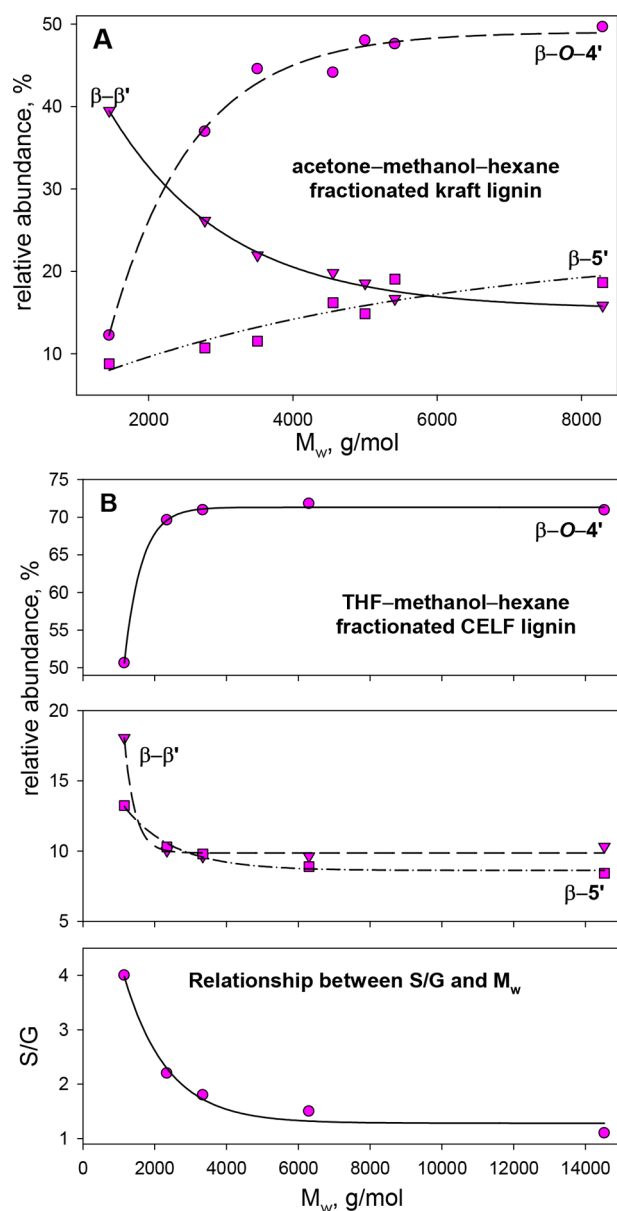 A
50
40
30
20
10
relative abundance, %
β–β'
β–O–4'
acetone–methanol–hexane
fractionated kraft lignin
β–5'
2000 4000 6000 8000
Mw, g/mol
B
75
70
65
60
55
50
β–O–4'
THF–methanol–hexane
fractionated CELF lignin
relative abundance, %
20
15
10
5
β–β'
β–5'
Relationship between S/G and Mw
4
3
2
1
S/G
0 2000 4000 6000 8000 10000 12000 14000
Mw, g/mol